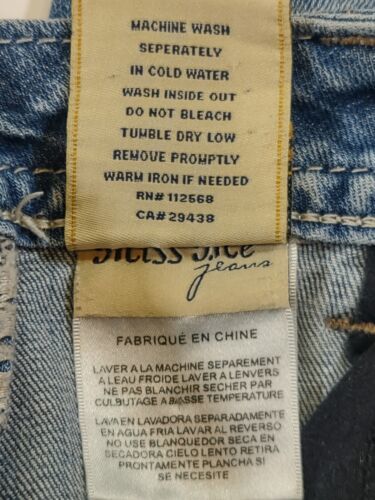 MACHINE WASH
SEPERATELY
IN COLD WATER
WASH INSIDE OUT
DO NOT BLEACH
TUMBLE DRY LOW
REMOVE PROMPTLY
WARM IRON IF NEEDED
RN# 112568
CA# 29438
jeans
FABRIQUÉ EN CHINE
LAVER A LA MACHINE SEPAREMENT
A LEAU FROIDE LAVER A LENVERS
NE PAS BLANCHIR SECHER PAR
CULBUTAGE A BASSE TEMPERATURE
LAVA EN LAVADORA SEPARADAMENTE
EN AGUA FRIA LAVAR AL REVERSO
NO USE BLANQUEDOR SECA EN
SECADORA CIELO LENTO RETIRA
PRONTAMENTE PLANCHA SI
SE NECESITE